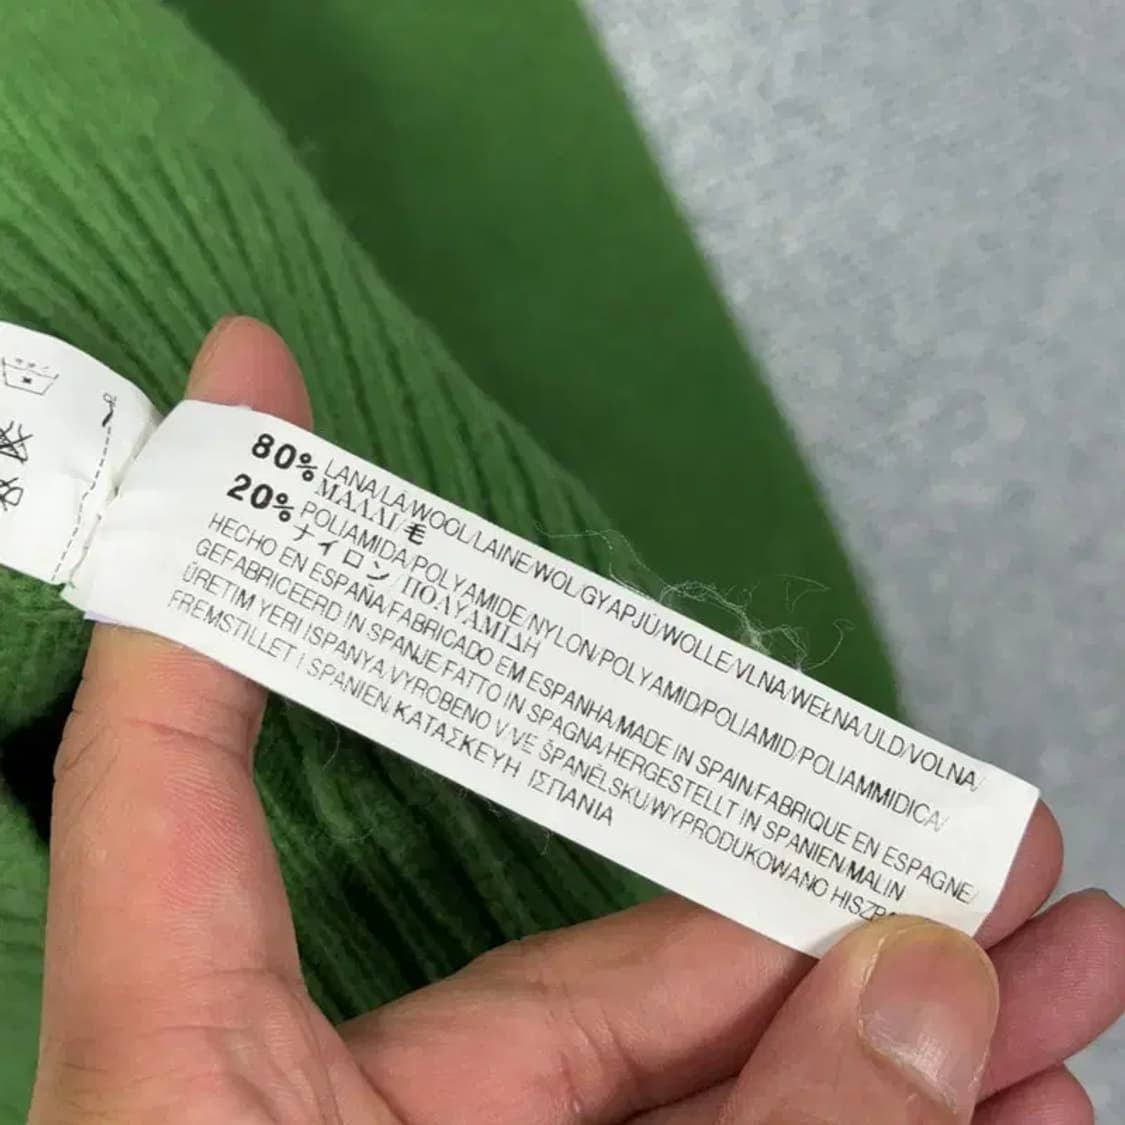 80% LANA/LÃ/WOOL/LAINE/WOL/GYAPJÚ/WOLLE/VLNA/WEŁNA/ULD/VOLNA/
ΜΑΛΛΙ/毛
20% POLIAMIDA/POLYAMIDE/NYLON/POLYAMID/POLIAMID/POLIAMMIDICA/
ナイロン/ΠΟΛΥΑΜΙΔΗ
HECHO EN ESPAÑA/FABRICADO EM ESPANHA/MADE IN SPAIN/FABRIQUE EN ESPAGNE/
GEFABRICEERD IN SPANJE/FATTO IN SPAGNA/HERGESTELLT IN SPANIEN/MALIN
ÜRETIM YERI ISPANYA/VYROBENO V/VE ŠPANĚLSKU/WYPRODUKOWANO
FREMSTILLET I SPANIEN/ΚΑΤΑΣΚΕΥΗ ΙΣΠΑΝΙΑ